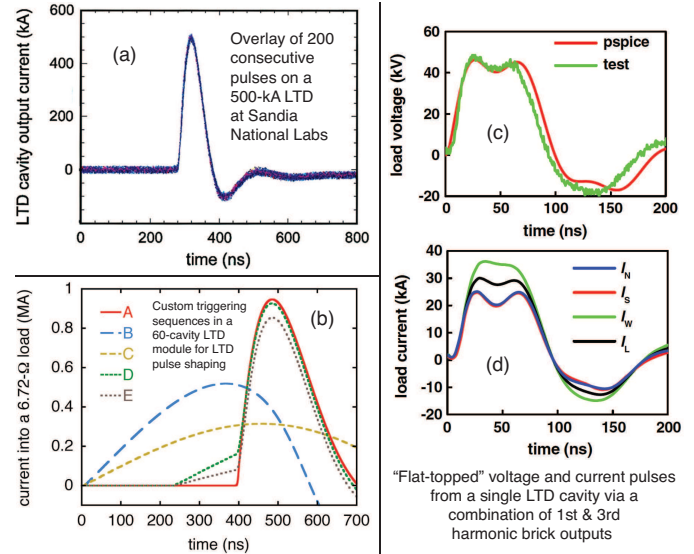 LTD cavity output current (kA)
600
400
200
0
-200
(a)
Overlay of 200
consecutive
pulses on a
500-kA LTD
at Sandia
National Labs
0 200 400 600 800
time (ns)
current into a 6.72-Ω load (MA)
1
0.8
0.6
0.4
0.2
0
A
B
C
D
E
Custom triggering
sequences in a
60-cavity LTD
module for LTD
pulse shaping
(b)
0 100 200 300 400 500 600 700
time (ns)
load voltage (kV)
60
40
20
0
-20
pspice
test
(c)
0 50 100 150 200
time (ns)
load current (kA)
40
30
20
10
0
-10
-20
I_N
I_S
I_W
I_L
(d)
0 50 100 150 200
time (ns)
“Flat-topped” voltage and current pulses
from a single LTD cavity via a
combination of 1st & 3rd
harmonic brick outputs